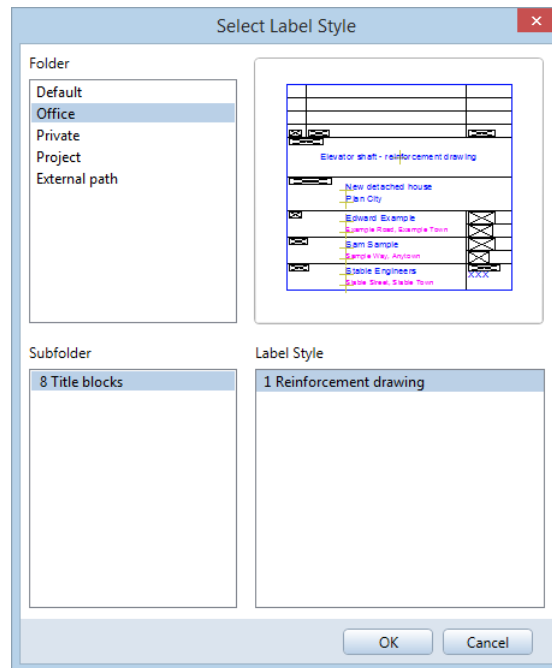 Select Label Style
Folder
Default
Office
Private
Project
External path
Elevator shaft - reinforcement drawing
New detached house
Plan City
Edward Example
Example Road, Example Town
Sam Sample
Sample Way, Anytown
Stable Engineers
Stable Street, Stable Town
XXX
Subfolder
Label Style
8 Title blocks
1 Reinforcement drawing
OK
Cancel